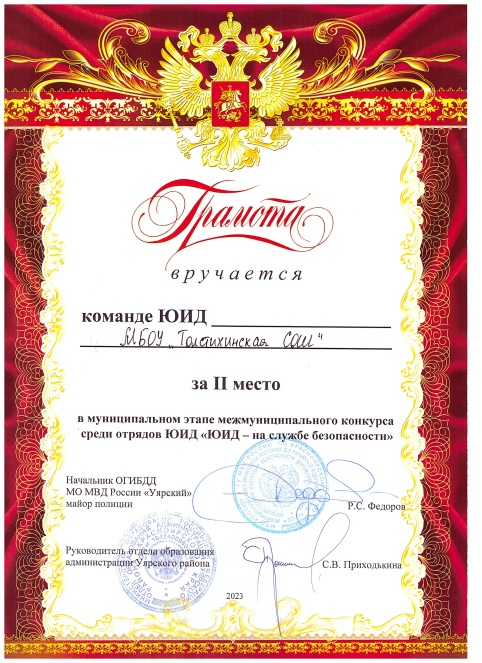 Грамота
вручается
команде ЮИД
МБОУ „Толстихинская СОШ"
за II место
в муниципальном этапе межмуниципального конкурса
среди отрядов ЮИД «ЮИД – на службе безопасности»
Начальник ОГИБДД
МО МВД России «Уярский»
майор полиции
Р.С. Федоров
Руководитель отдела образования
администрации Уярского района
С.В. Приходькина
2023